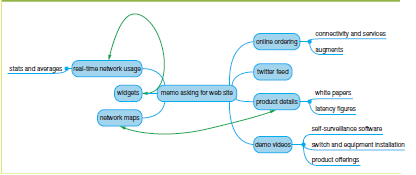 connectivity and services
online ordering
augments
stats and averages
real-time network usage
twitter feed
widgets
memo asking for web site
white papers
product details
latency figures
network maps
self-surveillance software
demo videos
switch and equipment installation
product offerings